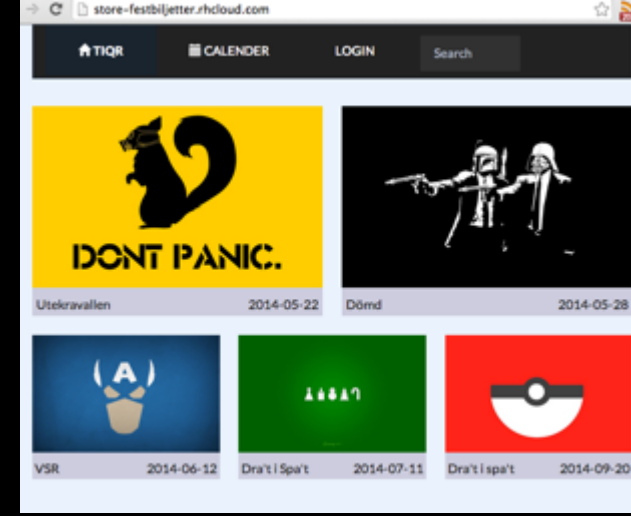 store-festbiljetter.rhcloud.com
TIQR CALENDER LOGIN Search
DONT PANIC.
Utekravallen 2014-05-22 Dömd 2014-05-28
A
VSR 2014-06-12 Dra't i Spa't 2014-07-11 Dra't i spa't 2014-09-20